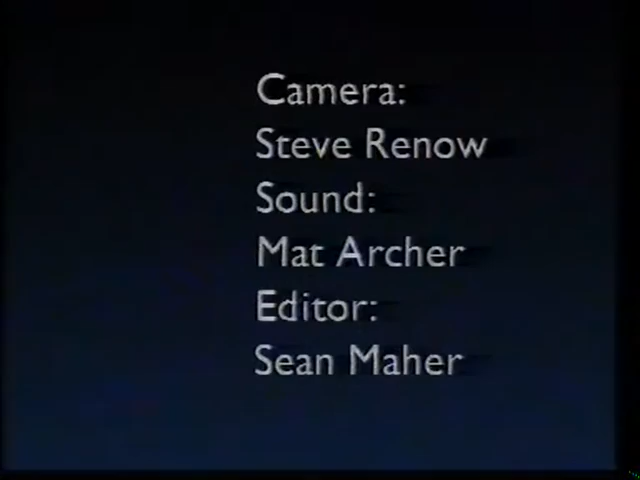 Camera:
Steve Renow
Sound:
Mat Archer
Editor:
Sean Maher